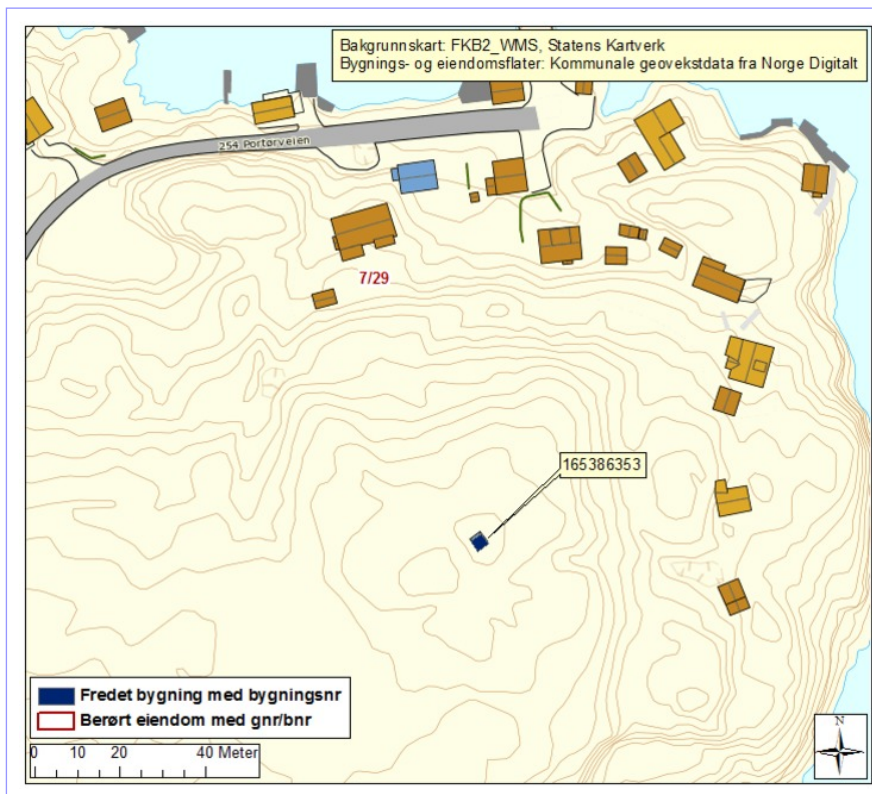 Bakgrunnskart: FKB2_WMS, Statens Kartverk
Bygnings- og eiendomsflater: Kommunale geovekstdata fra Norge Digitalt
254 Portørveien
7/29
165386353
Fredet bygning med bygningsnr
Berørt eiendom med gnr/bnr
0 10 20 40 Meter
N